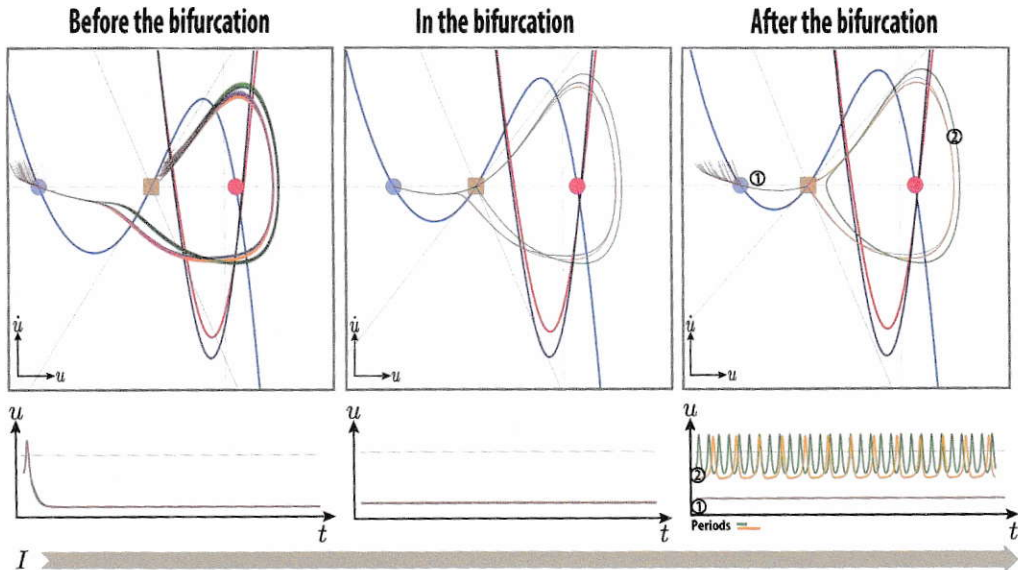 Before the bifurcation
In the bifurcation
After the bifurcation
①
②
u̇
u
u̇
u
u̇
u
u
t
u
t
u
②
①
t
Periods
I